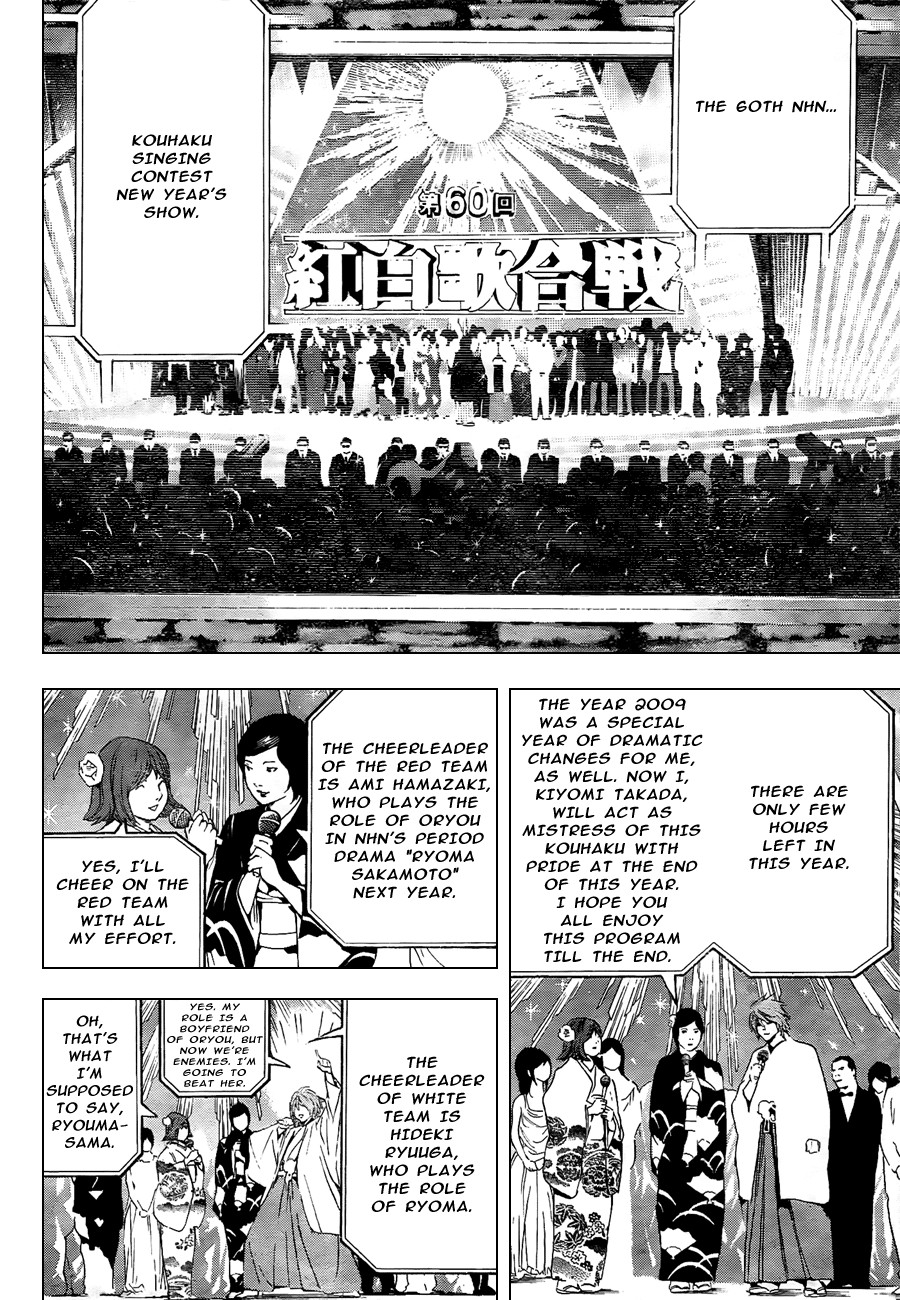 THE 60TH NHN...
KOUHAKU
SINGING
CONTEST
NEW YEAR'S
SHOW.
第60回
紅白歌合戦
THERE ARE
ONLY FEW
HOURS
LEFT IN
THIS YEAR.
THE YEAR 2009
WAS A SPECIAL
YEAR OF DRAMATIC
CHANGES FOR ME,
AS WELL. NOW I,
KIYOMI TAKADA,
WILL ACT AS
MISTRESS OF THIS
KOUHAKU WITH
PRIDE AT THE END
OF THIS YEAR.
I HOPE YOU
ALL ENJOY
THIS PROGRAM
TILL THE END.
THE CHEERLEADER
OF THE RED TEAM
IS AMI HAMAZAKI,
WHO PLAYS THE
ROLE OF ORYOU
IN NHN'S PERIOD
DRAMA "RYOMA
SAKAMOTO"
NEXT YEAR.
YES, I'LL
CHEER ON THE
RED TEAM
WITH ALL
MY EFFORT.
THE
CHEERLEADER
OF WHITE
TEAM IS
HIDEKI
RYUUGA,
WHO PLAYS
THE ROLE
OF RYOMA.
YES. MY
ROLE IS A
BOYFRIEND
OF ORYOU, BUT
NOW WE'RE
ENEMIES. I'M
GOING TO
BEAT HER.
OH,
THAT'S
WHAT
I'M
SUPPOSED
TO SAY,
RYOUMA-
SAMA.